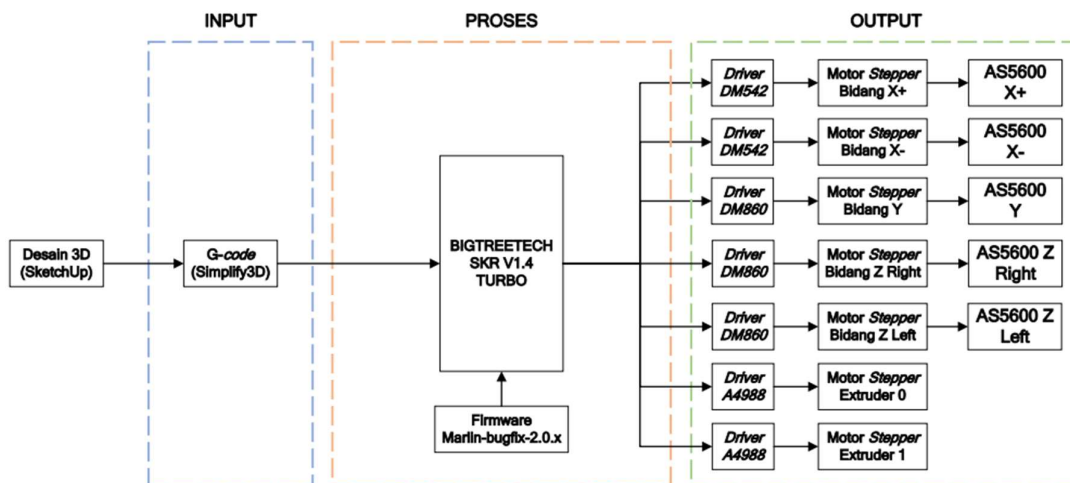 INPUT
PROSES
OUTPUT
Desain 3D
(SketchUp)
G-code
(Simplify3D)
BIGTREETECH
SKR V1.4
TURBO
Firmware
Marlin-bugfix-2.0.x
Driver
DM542
Motor Stepper
Bidang X+
AS5600
X+
Driver
DM542
Motor Stepper
Bidang X-
AS5600
X-
Driver
DM860
Motor Stepper
Bidang Y
AS5600
Y
Driver
DM860
Motor Stepper
Bidang Z Right
AS5600 Z
Right
Driver
DM860
Motor Stepper
Bidang Z Left
AS5600 Z
Left
Driver
A4988
Motor Stepper
Extruder 0
Driver
A4988
Motor Stepper
Extruder 1